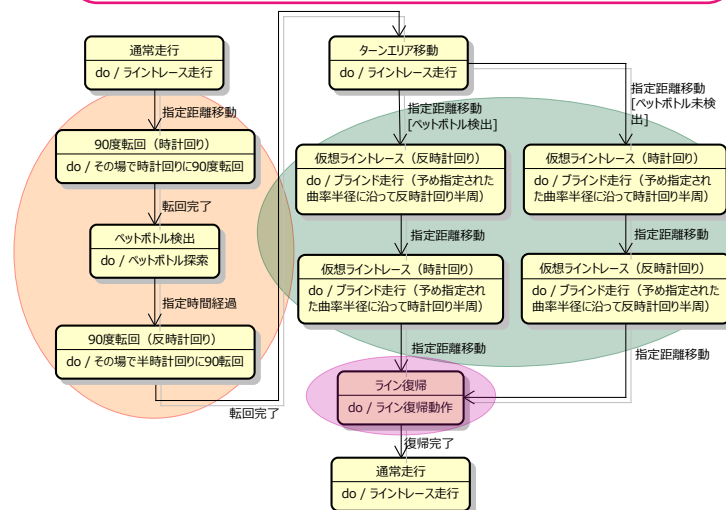 通常走行
do / ライントレース走行
指定距離移動
90度転回（時計回り）
do / その場で時計回りに90度転回
転回完了
ペットボトル検出
do / ペットボトル探索
指定時間経過
90度転回（反時計回り）
do / その場で半時計回りに90転回
転回完了
ターンエリア移動
do / ライントレース走行
指定距離移動
[ペットボトル検出]
仮想ライントレース（反時計回り）
do / ブラインド走行（予め指定された
曲率半径に沿って反時計回り半周）
指定距離移動
仮想ライントレース（時計回り）
do / ブラインド走行（予め指定され
た曲率半径に沿って時計回り半周）
指定距離移動
指定距離移動
[ペットボトル未検
出]
仮想ライントレース（時計回り）
do / ブラインド走行（予め指定され
た曲率半径に沿って時計回り半周）
指定距離移動
仮想ライントレース（反時計回り）
do / ブラインド走行（予め指定された
曲率半径に沿って反時計回り半周）
指定距離移動
ライン復帰
do / ライン復帰動作
復帰完了
通常走行
do / ライントレース走行